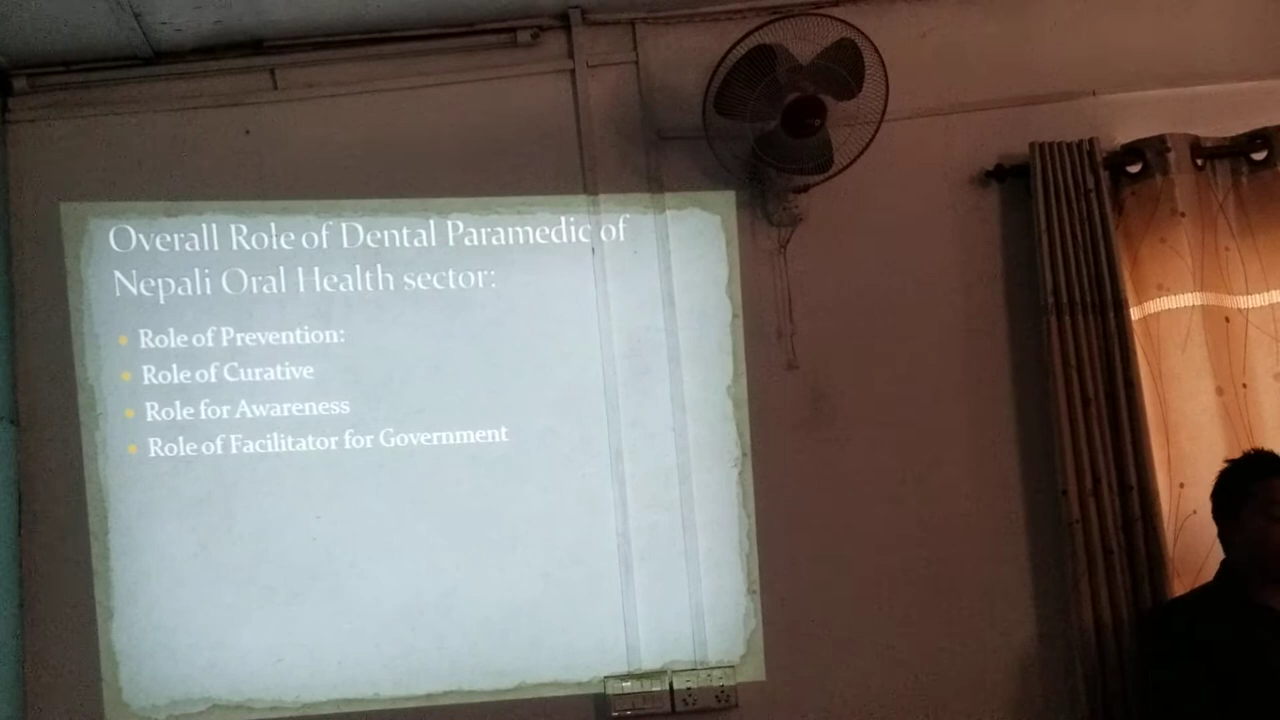 Overall Role of Dental Paramedic of
Nepali Oral Health sector:
Role of Prevention:
Role of Curative
Role for Awareness
Role of Facilitator for Government